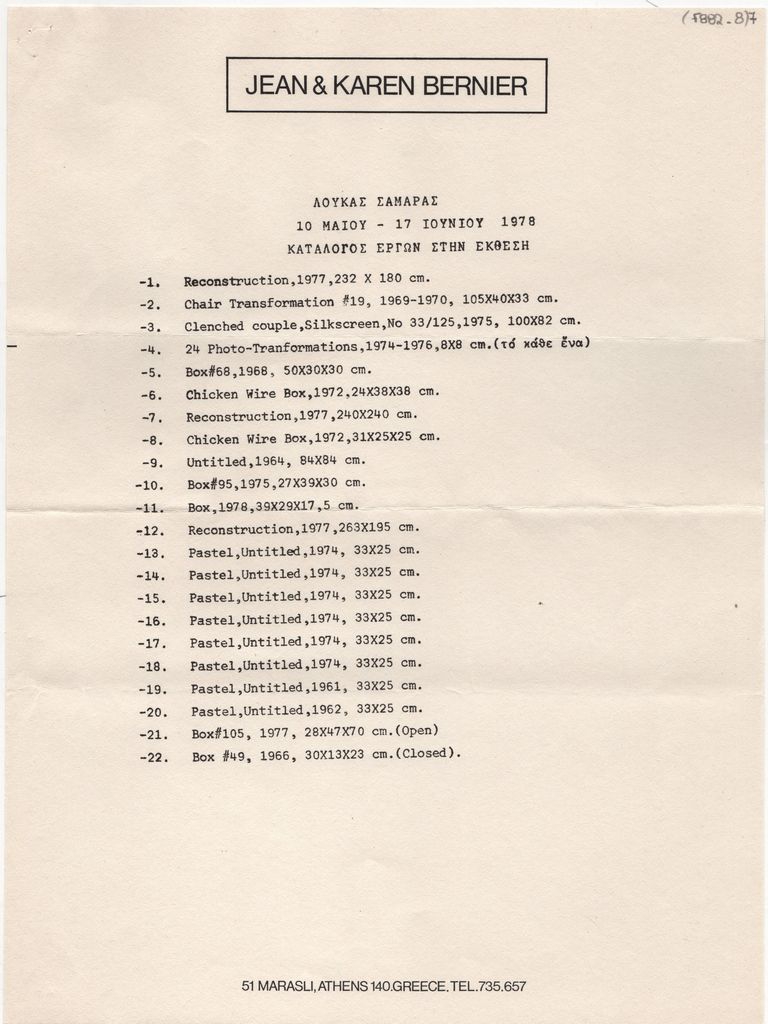 (5882-8)7
JEAN & KAREN BERNIER
ΛΟΥΚΑΣ ΣΑΜΑΡΑΣ
10 ΜΑΙΟΥ - 17 ΙΟΥΝΙΟΥ 1978
ΚΑΤΑΛΟΓΟΣ ΕΡΓΩΝ ΣΤΗΝ ΕΚΘΕΣΗ
-1. Reconstruction,1977,232 X 180 cm.
-2. Chair Transformation #19, 1969-1970, 105X40X33 cm.
-3. Clenched couple,Silkscreen,No 33/125,1975, 100X82 cm.
-4. 24 Photo-Tranformations,1974-1976,8X8 cm.(τό κάθε ἕνα)
-5. Box#68,1968, 50X30X30 cm.
-6. Chicken Wire Box,1972,24X38X38 cm.
-7. Reconstruction,1977,240X240 cm.
-8. Chicken Wire Box,1972,31X25X25 cm.
-9. Untitled,1964, 84X84 cm.
-10. Box#95,1975,27X39X30 cm.
-11. Box,1978,39X29X17,5 cm.
-12. Reconstruction,1977,263X195 cm.
-13. Pastel,Untitled,1974, 33X25 cm.
-14. Pastel,Untitled,1974, 33X25 cm.
-15. Pastel,Untitled,1974, 33X25 cm.
-16. Pastel,Untitled,1974, 33X25 cm.
-17. Pastel,Untitled,1974, 33X25 cm.
-18. Pastel,Untitled,1974, 33X25 cm.
-19. Pastel,Untitled,1961, 33X25 cm.
-20. Pastel,Untitled,1962, 33X25 cm.
-21. Box#105, 1977, 28X47X70 cm.(Open)
-22. Box #49, 1966, 30X13X23 cm.(Closed).
51 MARASLI, ATHENS 140.GREECE. TEL.735.657